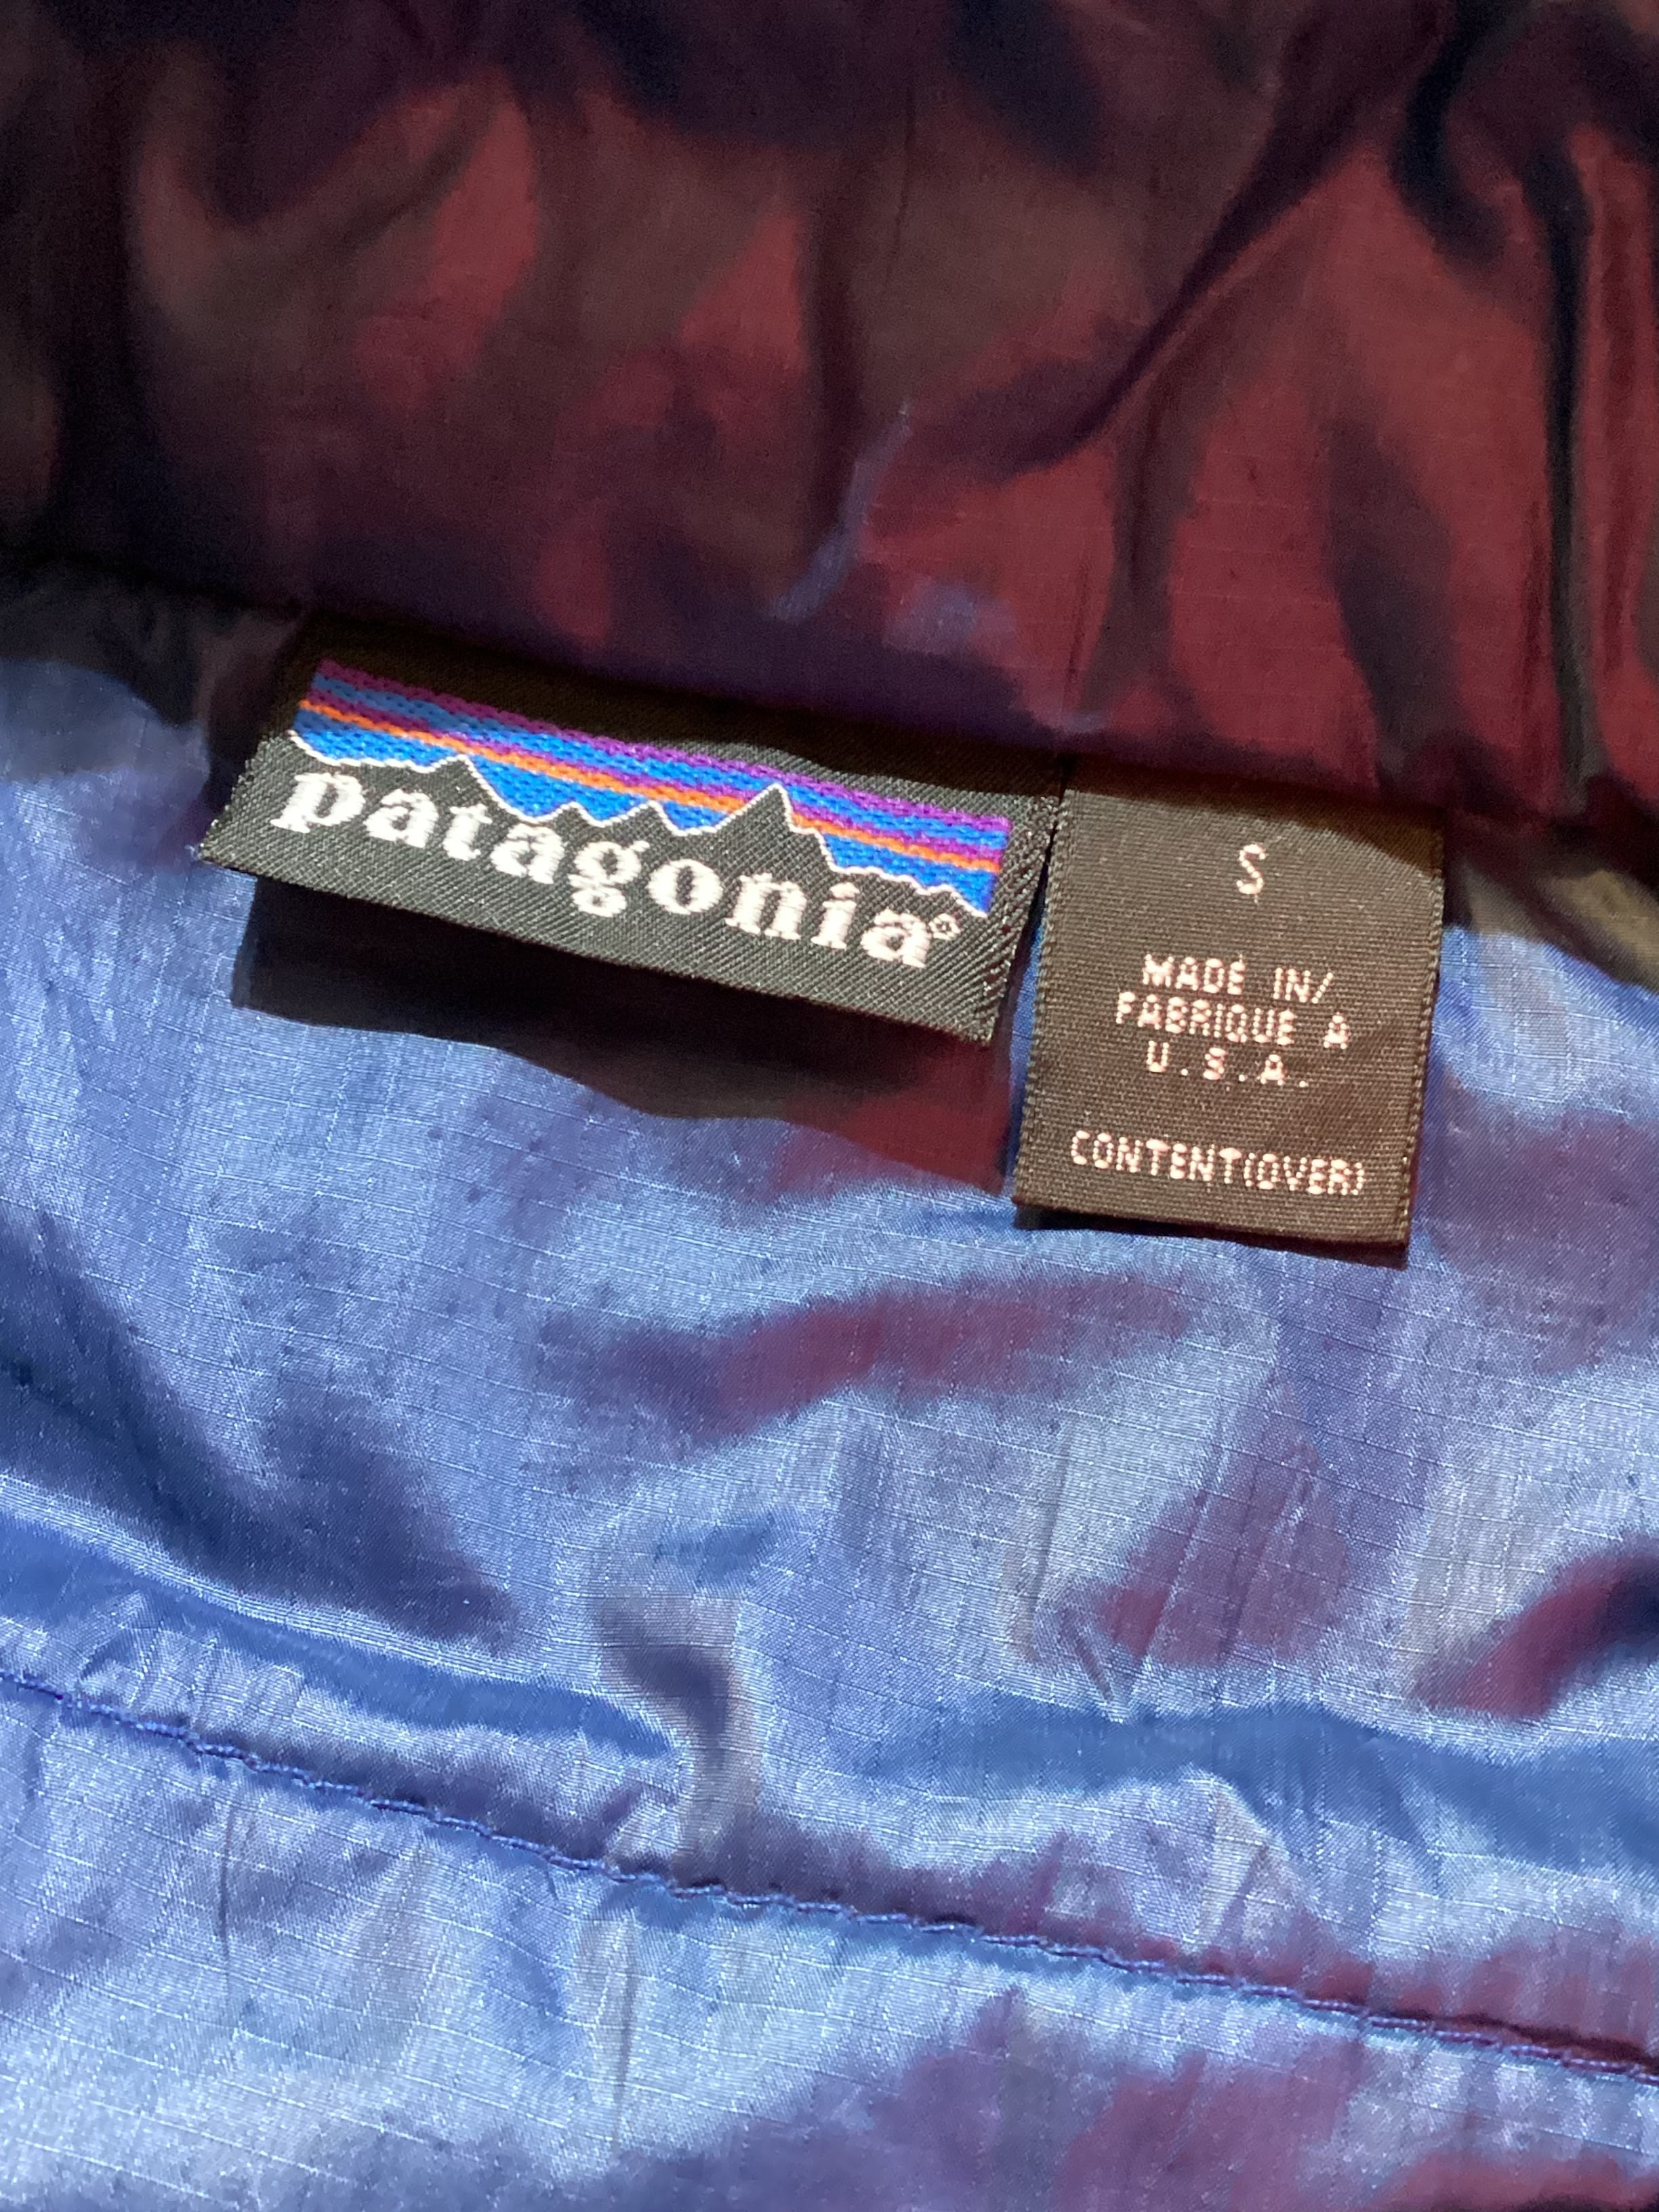 patagonia®
S
MADE IN/
FABRIQUE A
U.S.A.
CONTENT(OVER)